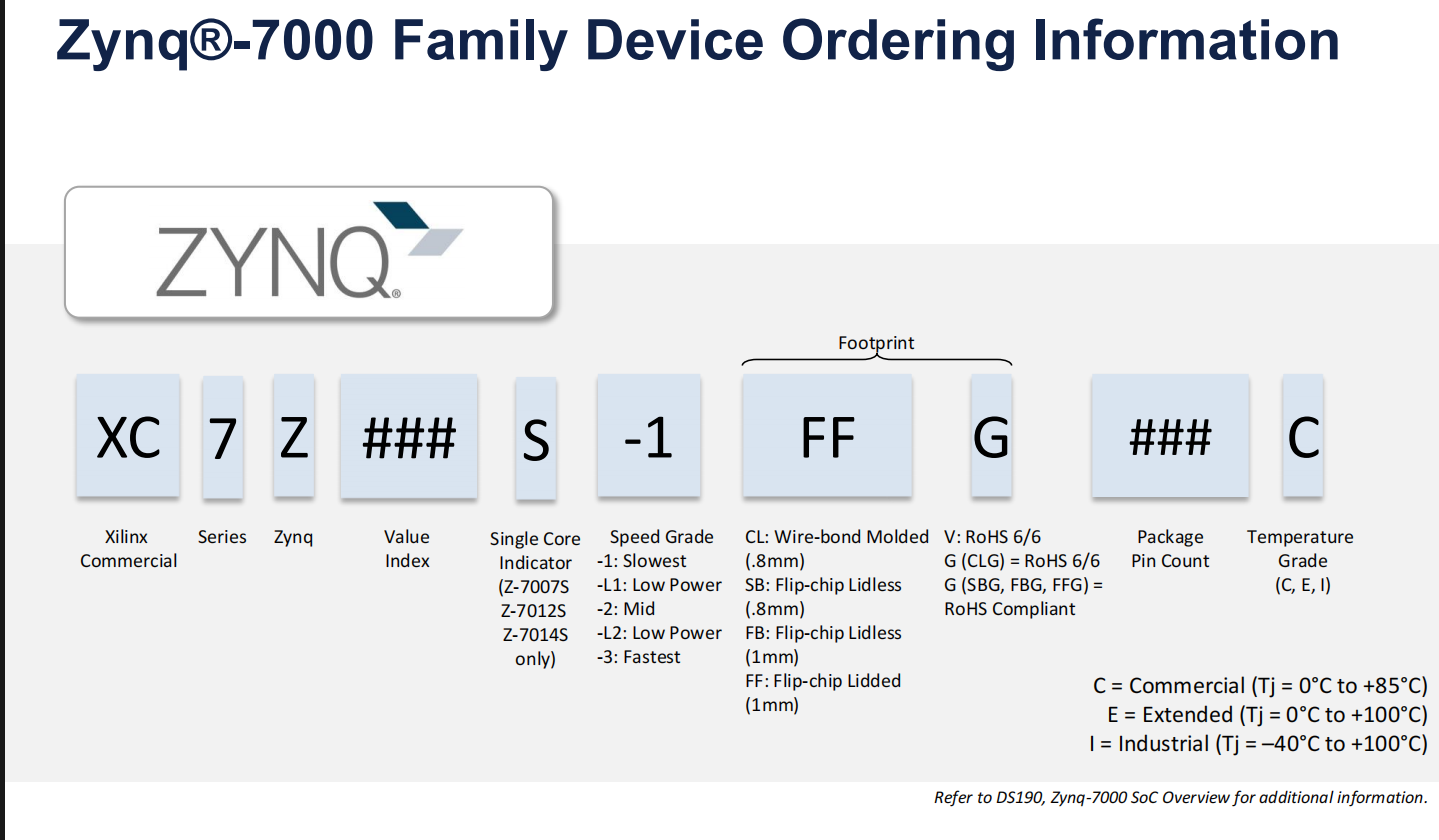 Zynq®-7000 Family Device Ordering Information
ZYNQ®
Footprint
XC 7 Z ### S -1 FF G ### C
Xilinx
Commercial
Series
Zynq
Value
Index
Single Core
Indicator
(Z-7007S
Z-7012S
Z-7014S
only)
Speed Grade
-1: Slowest
-L1: Low Power
-2: Mid
-L2: Low Power
-3: Fastest
CL: Wire-bond Molded
(.8mm)
SB: Flip-chip Lidless
(.8mm)
FB: Flip-chip Lidless
(1mm)
FF: Flip-chip Lidded
(1mm)
V: RoHS 6/6
G (CLG) = RoHS 6/6
G (SBG, FBG, FFG) =
RoHS Compliant
Package
Pin Count
Temperature
Grade
(C, E, I)
C = Commercial (Tj = 0°C to +85°C)
E = Extended (Tj = 0°C to +100°C)
I = Industrial (Tj = –40°C to +100°C)
Refer to DS190, Zynq-7000 SoC Overview for additional information.